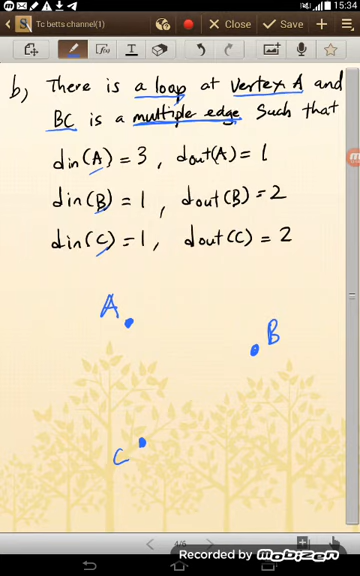 15:34
Tc betts channel(1)
Close
Save
T
b) There is a loop at vertex A and
BC is a multiple edge Such that
din(A) = 3, dout(A) = 1
din(B) = 1, dout(B) = 2
din(C) = 1, dout(C) = 2
A
B
C
4/6
Recorded by Mobizen